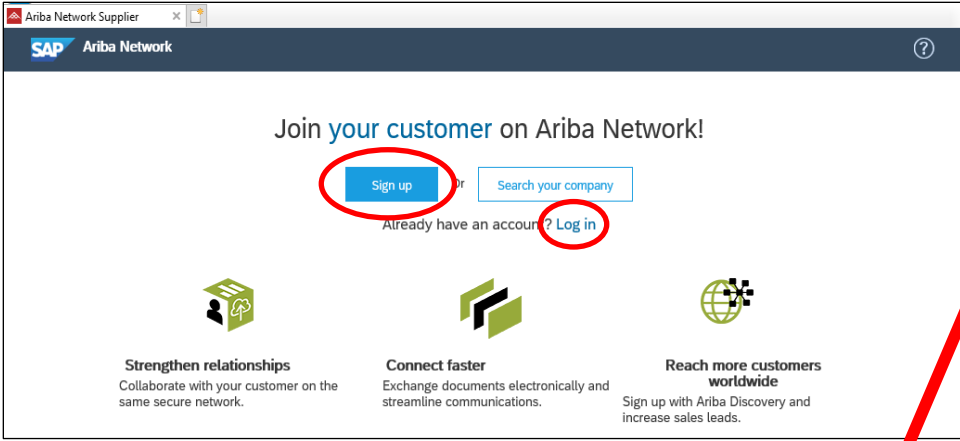 Ariba Network Supplier
SAP Ariba Network
?
Join your customer on Ariba Network!
Sign up Or Search your company
Already have an account? Log in
Strengthen relationships
Collaborate with your customer on the
same secure network.
Connect faster
Exchange documents electronically and
streamline communications.
Reach more customers
worldwide
Sign up with Ariba Discovery and
increase sales leads.